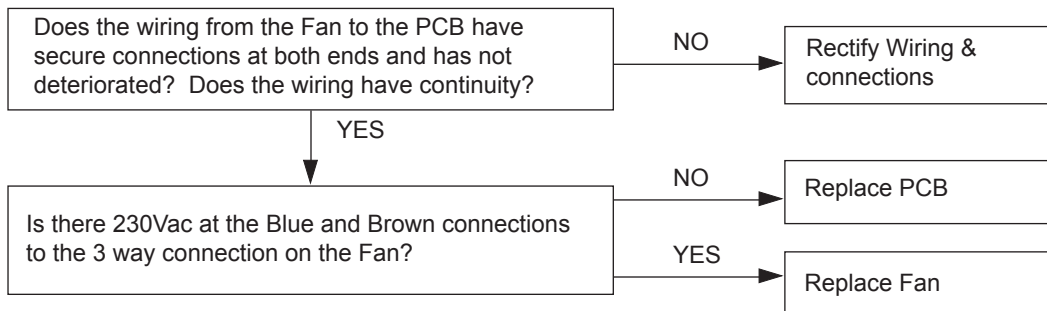 Does the wiring from the Fan to the PCB have
secure connections at both ends and has not
deteriorated? Does the wiring have continuity?
NO
Rectify Wiring &
connections
YES
Is there 230Vac at the Blue and Brown connections
to the 3 way connection on the Fan?
NO
Replace PCB
YES
Replace Fan